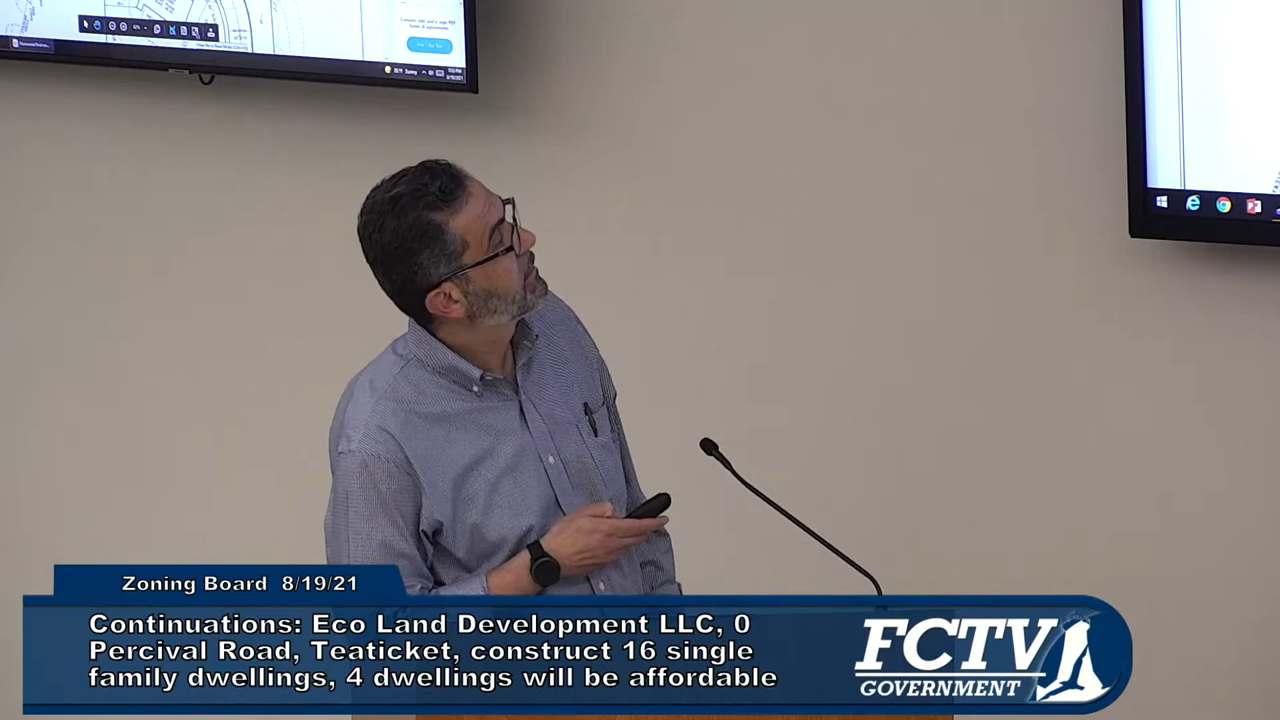 Sunny
Zoning Board 8/19/21
Continuations: Eco Land Development LLC, 0
Percival Road, Teaticket, construct 16 single
family dwellings, 4 dwellings will be affordable
FCTV
GOVERNMENT